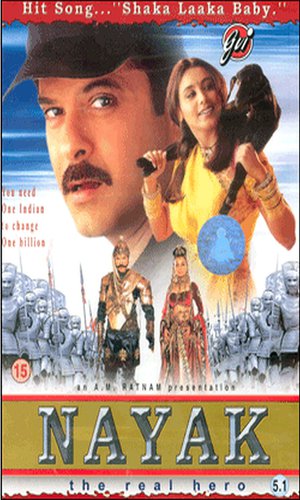 Hit Song..."Shaka Laaka Baby."
gvi
You need
One Indian
to change
One billion
15
an A.M. RATNAM presentation
NAYAK
the real hero
5.1